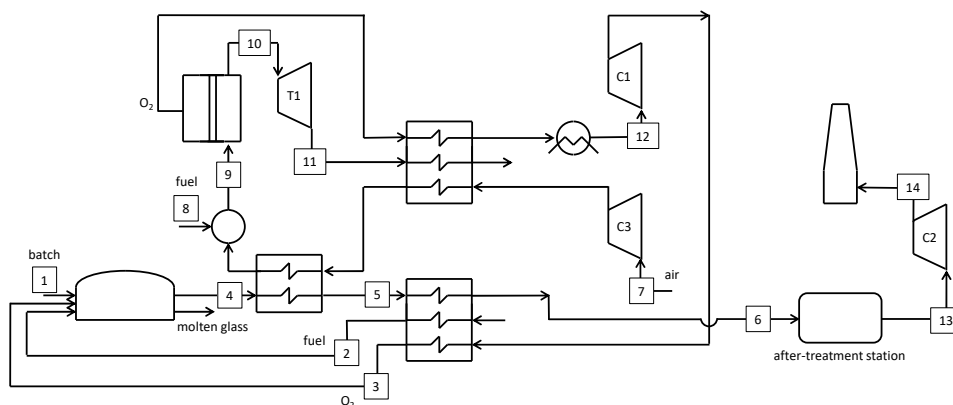 10
C1
T1
O2
12
11
9
14
fuel
8
C3
C2
batch
air
1
4
5
7
molten glass
6
13
fuel
2
after-treatment station
3
O2